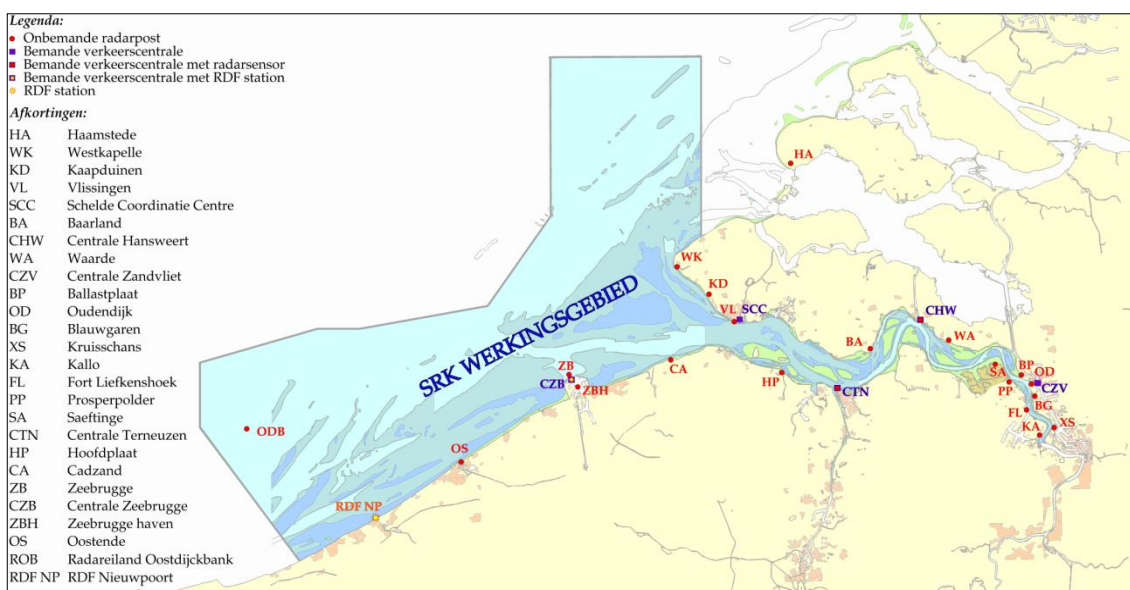 Legenda:
Onbemande radarpost
Bemande verkeerscentrale
Bemande verkeerscentrale met radarsensor
Bemande verkeerscentrale met RDF station
RDF station
Afkortingen:
HA Haamstede
WK Westkapelle
KD Kaapduinen
VL Vlissingen
SCC Schelde Coordinatie Centre
BA Baarland
CHW Centrale Hansweert
WA Waarde
CZV Centrale Zandvliet
BP Ballastplaat
OD Oudendijk
BG Blauwgaren
XS Kruisschans
KA Kallo
FL Fort Liefkenshoek
PP Prosperpolder
SA Saeftinge
CTN Centrale Terneuzen
HP Hoofdplaat
CA Cadzand
ZB Zeebrugge
CZB Centrale Zeebrugge
ZBH Zeebrugge haven
OS Oostende
ROB Radareiland Oostdijckbank
RDF NP RDF Nieuwpoort
HA
WK
KD
VL
SCC
SRK WERKINGSGEBIED
CHW
BA
WA
ZB
CZB
ZBH
CA
HP
CTN
SA
BP
OD
PP
CZV
BG
FL
KA
XS
ODB
OS
RDF NP